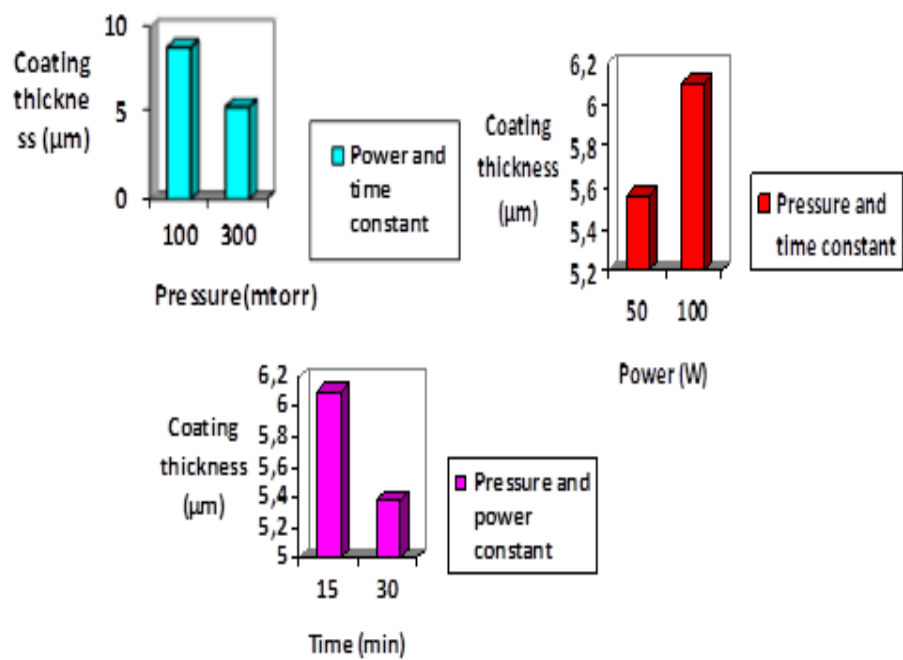 10
5
0
Coating
thickne
ss (µm)
100 300
Pressure(mtorr)
Power and
time
constant
6,2
6
5,8
5,6
5,4
5,2
Coating
thickness
(µm)
50 100
Power (W)
Pressure and
time constant
6,2
6
5,8
5,6
5,4
5,2
5
Coating
thickness
(µm)
15 30
Time (min)
Pressure and
power
constant